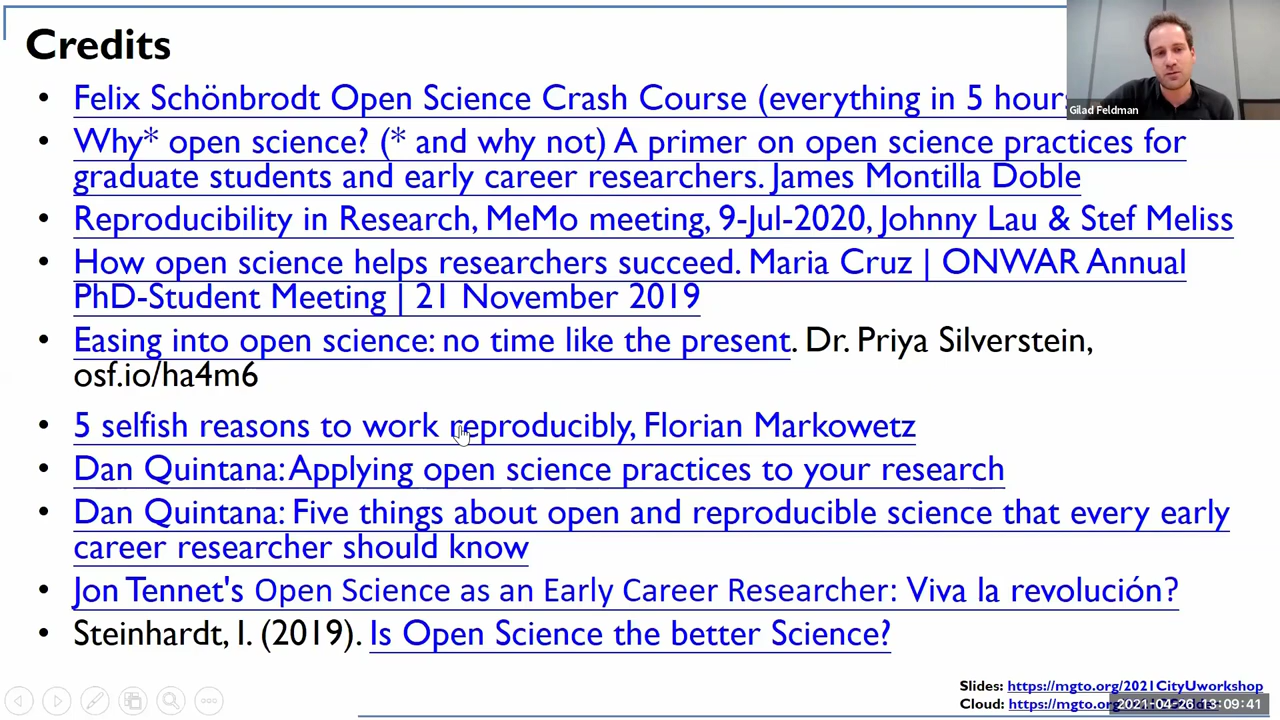 Credits
• Felix Schönbrodt Open Science Crash Course (everything in 5 hours
Gilad Feldman
• Why* open science? (* and why not) A primer on open science practices for
graduate students and early career researchers. James Montilla Doble
• Reproducibility in Research, MeMo meeting, 9-Jul-2020, Johnny Lau & Stef Meliss
• How open science helps researchers succeed. Maria Cruz | ONWAR Annual
PhD-Student Meeting | 21 November 2019
• Easing into open science: no time like the present. Dr. Priya Silverstein,
osf.io/ha4m6
• 5 selfish reasons to work reproducibly, Florian Markowetz
• Dan Quintana: Applying open science practices to your research
• Dan Quintana: Five things about open and reproducible science that every early
career researcher should know
• Jon Tennet's Open Science as an Early Career Researcher: Viva la revolución?
• Steinhardt, I. (2019). Is Open Science the better Science?
Slides: https://mgto.org/2021CityUworkshop
Cloud: https://mgto.org/
2021-04-26 13:09:41